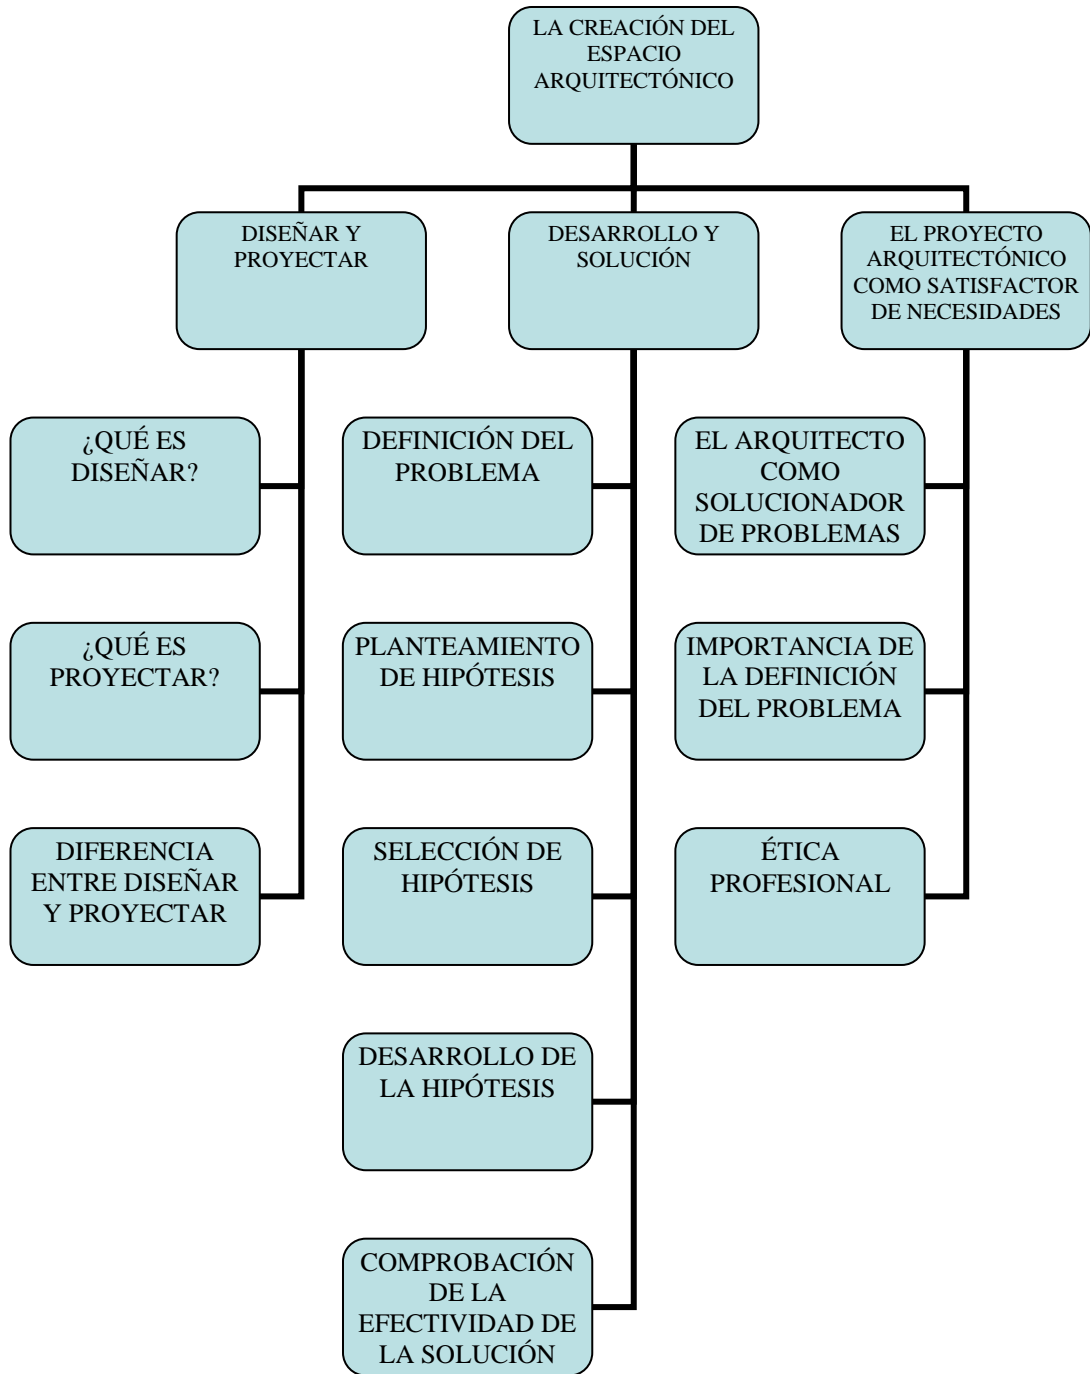 LA CREACIÓN DEL
ESPACIO
ARQUITECTÓNICO
DISEÑAR Y
PROYECTAR
DESARROLLO Y
SOLUCIÓN
EL PROYECTO
ARQUITECTÓNICO
COMO SATISFACTOR
DE NECESIDADES
¿QUÉ ES
DISEÑAR?
¿QUÉ ES
PROYECTAR?
DIFERENCIA
ENTRE DISEÑAR
Y PROYECTAR
DEFINICIÓN DEL
PROBLEMA
PLANTEAMIENTO
DE HIPÓTESIS
SELECCIÓN DE
HIPÓTESIS
DESARROLLO DE
LA HIPÓTESIS
COMPROBACIÓN
DE LA
EFECTIVIDAD DE
LA SOLUCIÓN
EL ARQUITECTO
COMO
SOLUCIONADOR
DE PROBLEMAS
IMPORTANCIA DE
LA DEFINICIÓN
DEL PROBLEMA
ÉTICA
PROFESIONAL